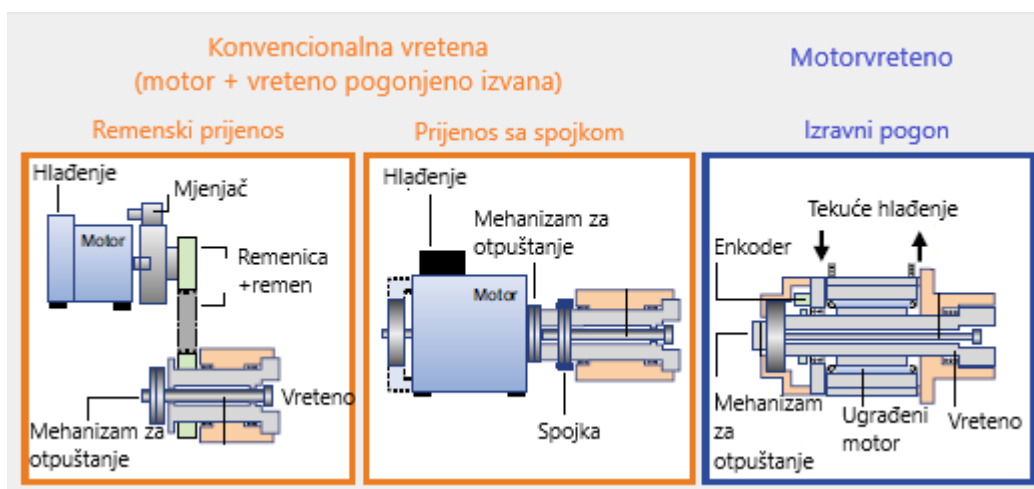 Konvencionalna vretena
(motor + vreteno pogonjeno izvana)
Motorvreteno
Remenski prijenos
Prijenos sa spojkom
Izravni pogon
Hlađenje
Mjenjač
Motor
Remenica
+remen
Vreteno
Mehanizam za
otpuštanje
Hlađenje
Mehanizam za
otpuštanje
Motor
Spojka
Tekuće hlađenje
Enkoder
Mehanizam
za
otpuštanje
Ugrađeni
motor
Vreteno